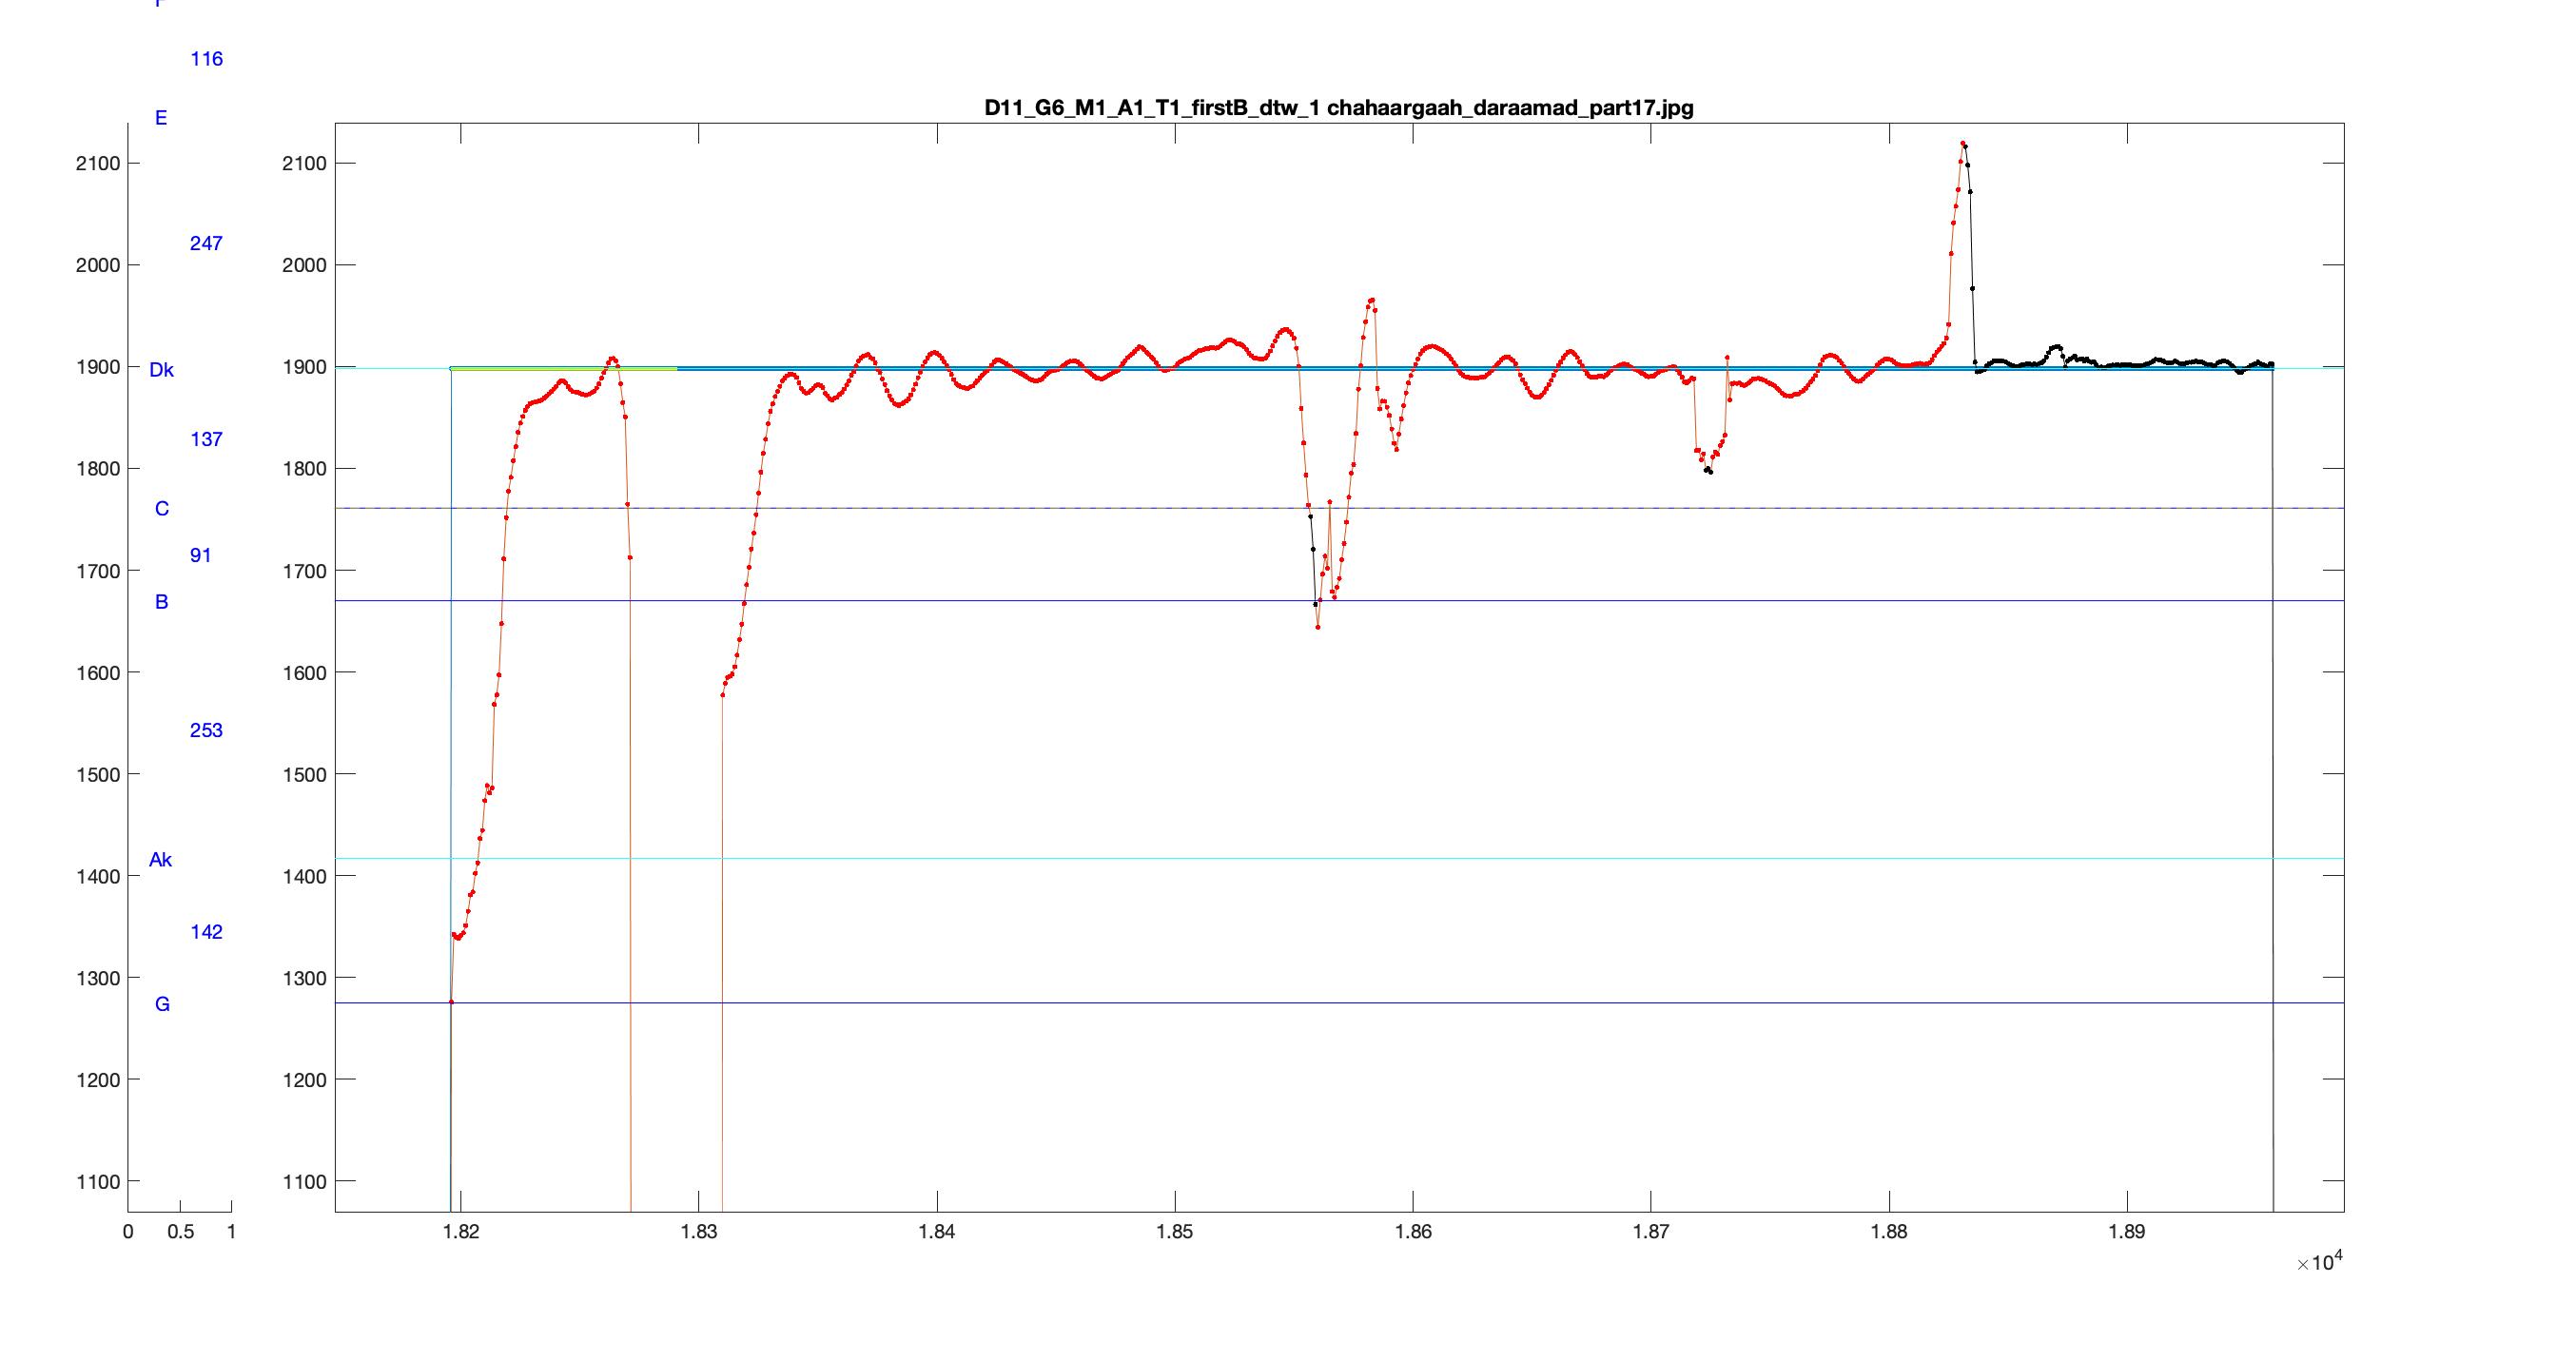 F
116
E
D11_G6_M1_A1_T1_firstB_dtw_1 chahaargaah_daraamad_part17.jpg
2100 2100
247
2000 2000
Dk 1900 1900
137
1800 1800
C
91
1700 1700
B
1600 1600
253
1500 1500
Ak
1400 1400
142
1300 1300
G
1200 1200
1100 1100
0 0.5 1 1.82 1.83 1.84 1.85 1.86 1.87 1.88 1.89
×10^4